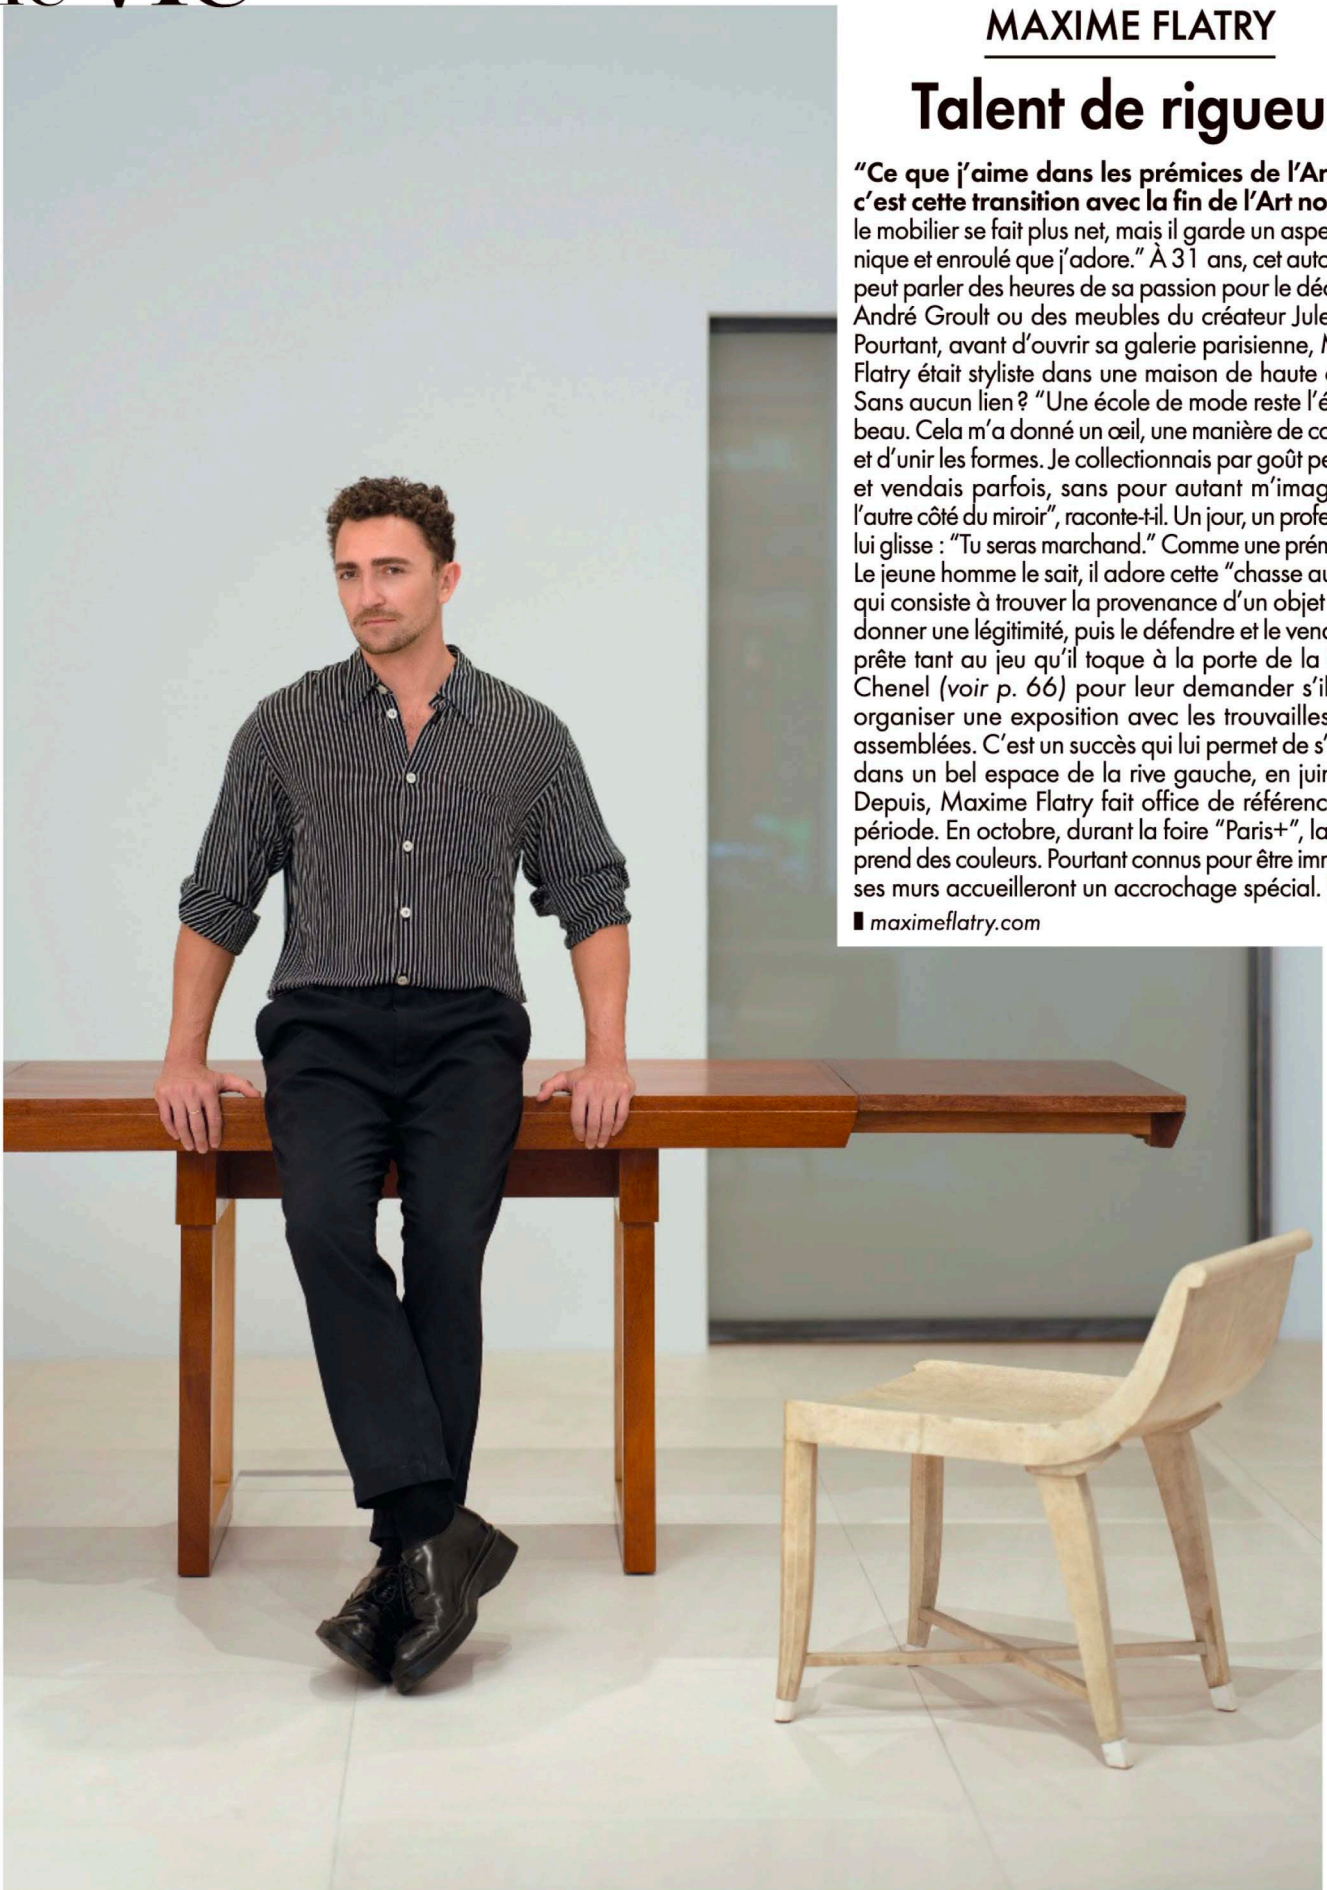 MAXIME FLATRY
Talent de rigueu
“Ce que j’aime dans les prémices de l’Ar
c’est cette transition avec la fin de l’Art no
le mobilier se fait plus net, mais il garde un aspe
nique et enroulé que j’adore.” À 31 ans, cet auto
peut parler des heures de sa passion pour le déc
André Groult ou des meubles du créateur Jule
Pourtant, avant d’ouvrir sa galerie parisienne, M
Flatry était styliste dans une maison de haute
Sans aucun lien ? “Une école de mode reste l’é
beau. Cela m’a donné un œil, une manière de co
et d’unir les formes. Je collectionnais par goût pe
et vendais parfois, sans pour autant m’imag
l’autre côté du miroir”, raconte-t-il. Un jour, un profe
lui glisse : “Tu seras marchand.” Comme une prém
Le jeune homme le sait, il adore cette “chasse au
qui consiste à trouver la provenance d’un objet
donner une légitimité, puis le défendre et le venc
prête tant au jeu qu’il toque à la porte de la
Chenel (voir p. 66) pour leur demander s’il
organiser une exposition avec les trouvailles
assemblées. C’est un succès qui lui permet de s’
dans un bel espace de la rive gauche, en juin
Depuis, Maxime Flatry fait office de référenc
période. En octobre, durant la foire “Paris+”, la
prend des couleurs. Pourtant connus pour être imm
ses murs accueilleront un accrochage spécial.
maximeflatry.com